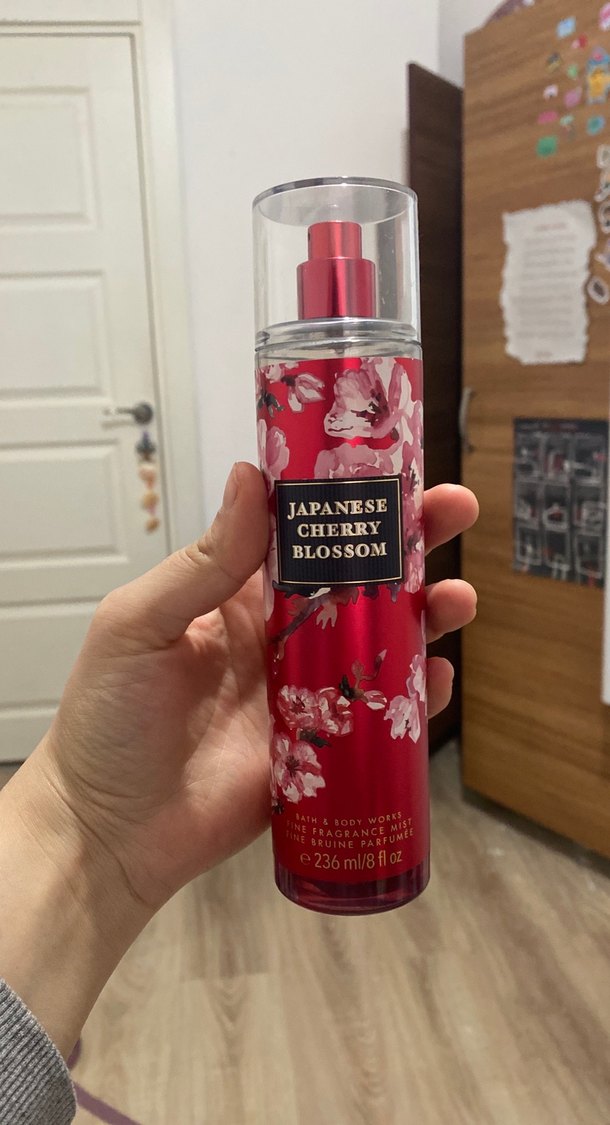 JAPANESE
CHERRY
BLOSSOM
BATH & BODY WORKS
FINE FRAGRANCE MIST
FINE BRUINE PARFUMÉE
℮ 236 ml/8 fl oz